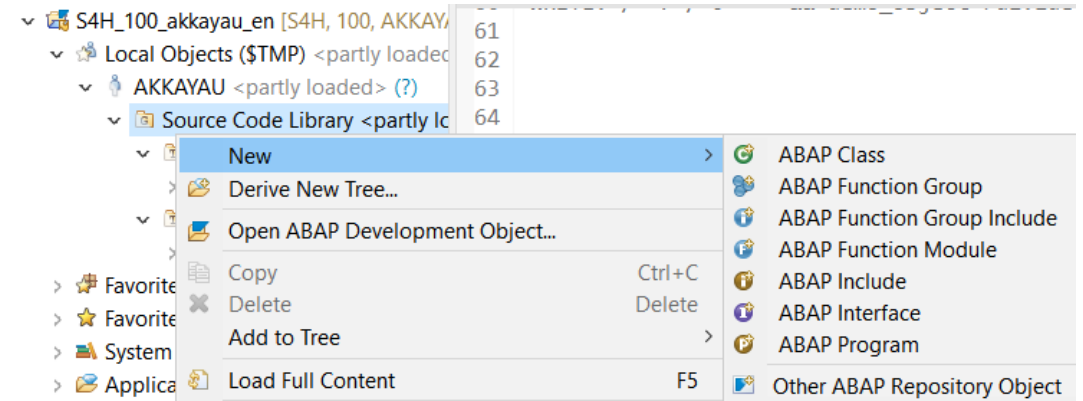 S4H_100_akkayau_en [S4H, 100, AKKAYA
61
Local Objects ($TMP) <partly loaded
62
AKKAYAU <partly loaded> (?)
63
Source Code Library <partly lo
64
New
ABAP Class
Derive New Tree...
ABAP Function Group
ABAP Function Group Include
Open ABAP Development Object...
ABAP Function Module
Copy Ctrl+C
ABAP Include
Favorite
Delete Delete
ABAP Interface
Favorite
Add to Tree
ABAP Program
System
Applica
Load Full Content F5
Other ABAP Repository Object